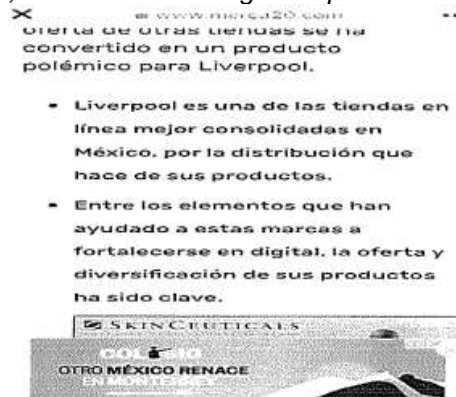 www.merca20.com
oferta de otras tiendas se ha
convertido en un producto
polémico para Liverpool.
• Liverpool es una de las tiendas en
línea mejor consolidadas en
México, por la distribución que
hace de sus productos.
• Entre los elementos que han
ayudado a estas marcas a
fortalecerse en digital, la oferta y
diversificación de sus productos
ha sido clave.
SKINCEUTICALS
OTRO MÉXICO RENACE
EN MONTERREY